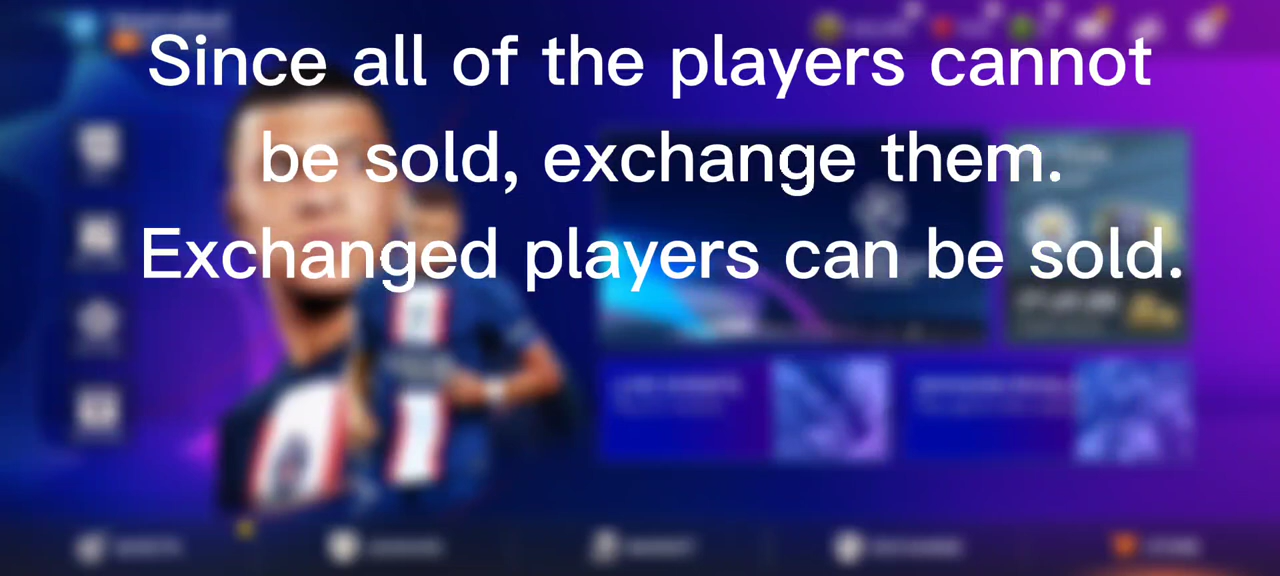 Since all of the players cannot
be sold, exchange them.
Exchanged players can be sold.